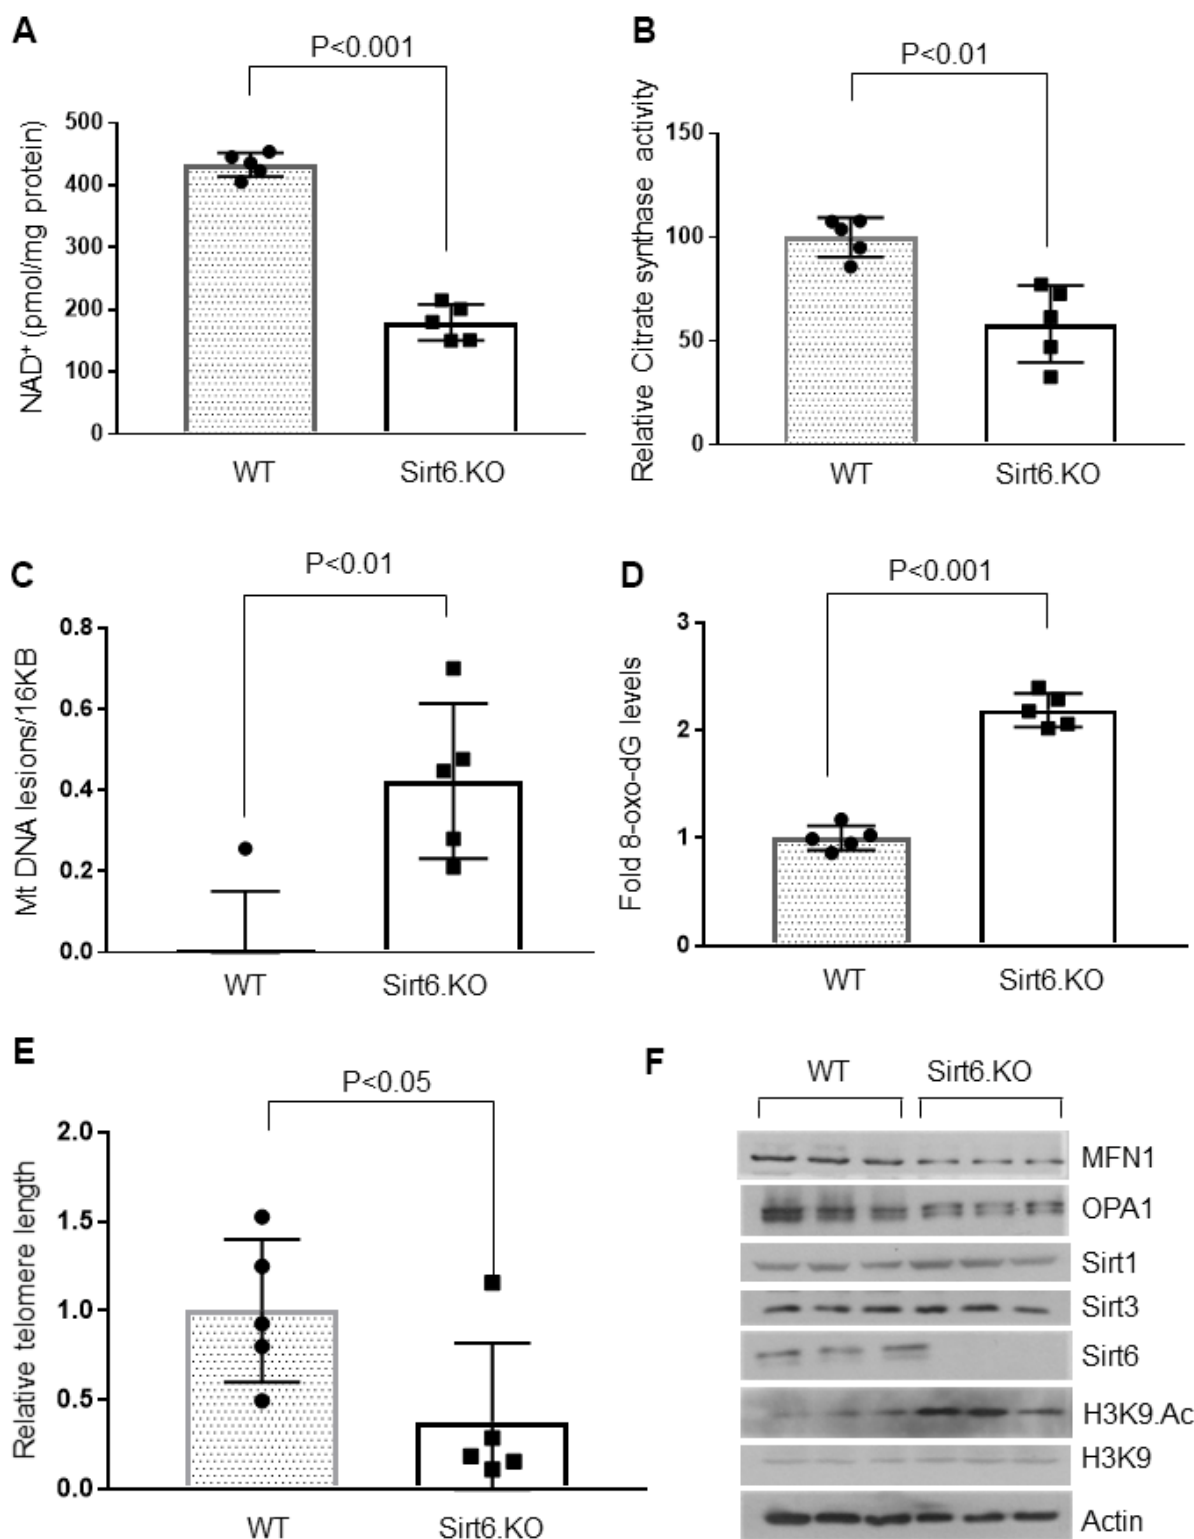 A
P<0.001
NAD+ (pmol/mg protein)
500
400
300
200
100
0
WT
Sirt6.KO
B
P<0.01
Relative Citrate synthase activity
150
100
50
0
WT
Sirt6.KO
C
P<0.01
Mt DNA lesions/16KB
0.8
0.6
0.4
0.2
0.0
WT
Sirt6.KO
D
P<0.001
Fold 8-oxo-dG levels
3
2
1
0
WT
Sirt6.KO
E
P<0.05
Relative telomere length
2.0
1.5
1.0
0.5
0.0
WT
Sirt6.KO
F
WT
Sirt6.KO
MFN1
OPA1
Sirt1
Sirt3
Sirt6
H3K9.Ac
H3K9
Actin